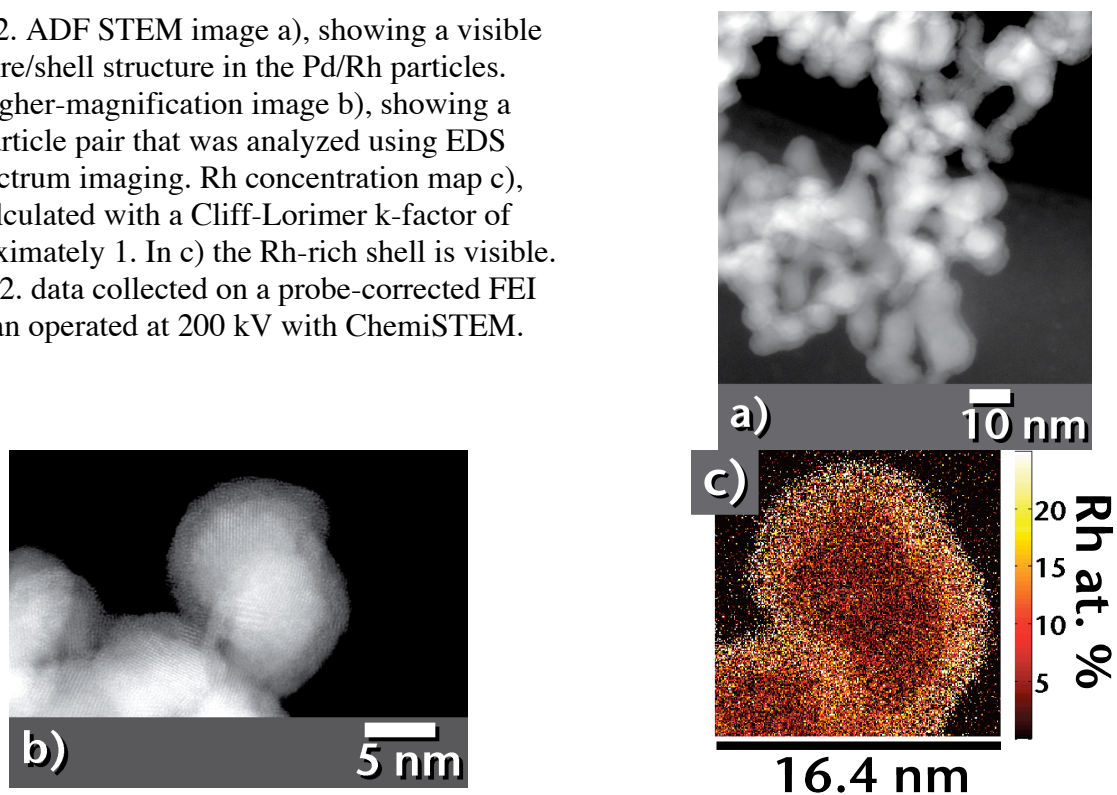 2. ADF STEM image a), showing a visible
re/shell structure in the Pd/Rh particles.
gher-magnification image b), showing a
rticle pair that was analyzed using EDS
ctrum imaging. Rh concentration map c),
lculated with a Cliff-Lorimer k-factor of
ximately 1. In c) the Rh-rich shell is visible.
2. data collected on a probe-corrected FEI
an operated at 200 kV with ChemiSTEM.
a)
10 nm
b)
5 nm
c)
20
15
10
5
Rh at. %
16.4 nm